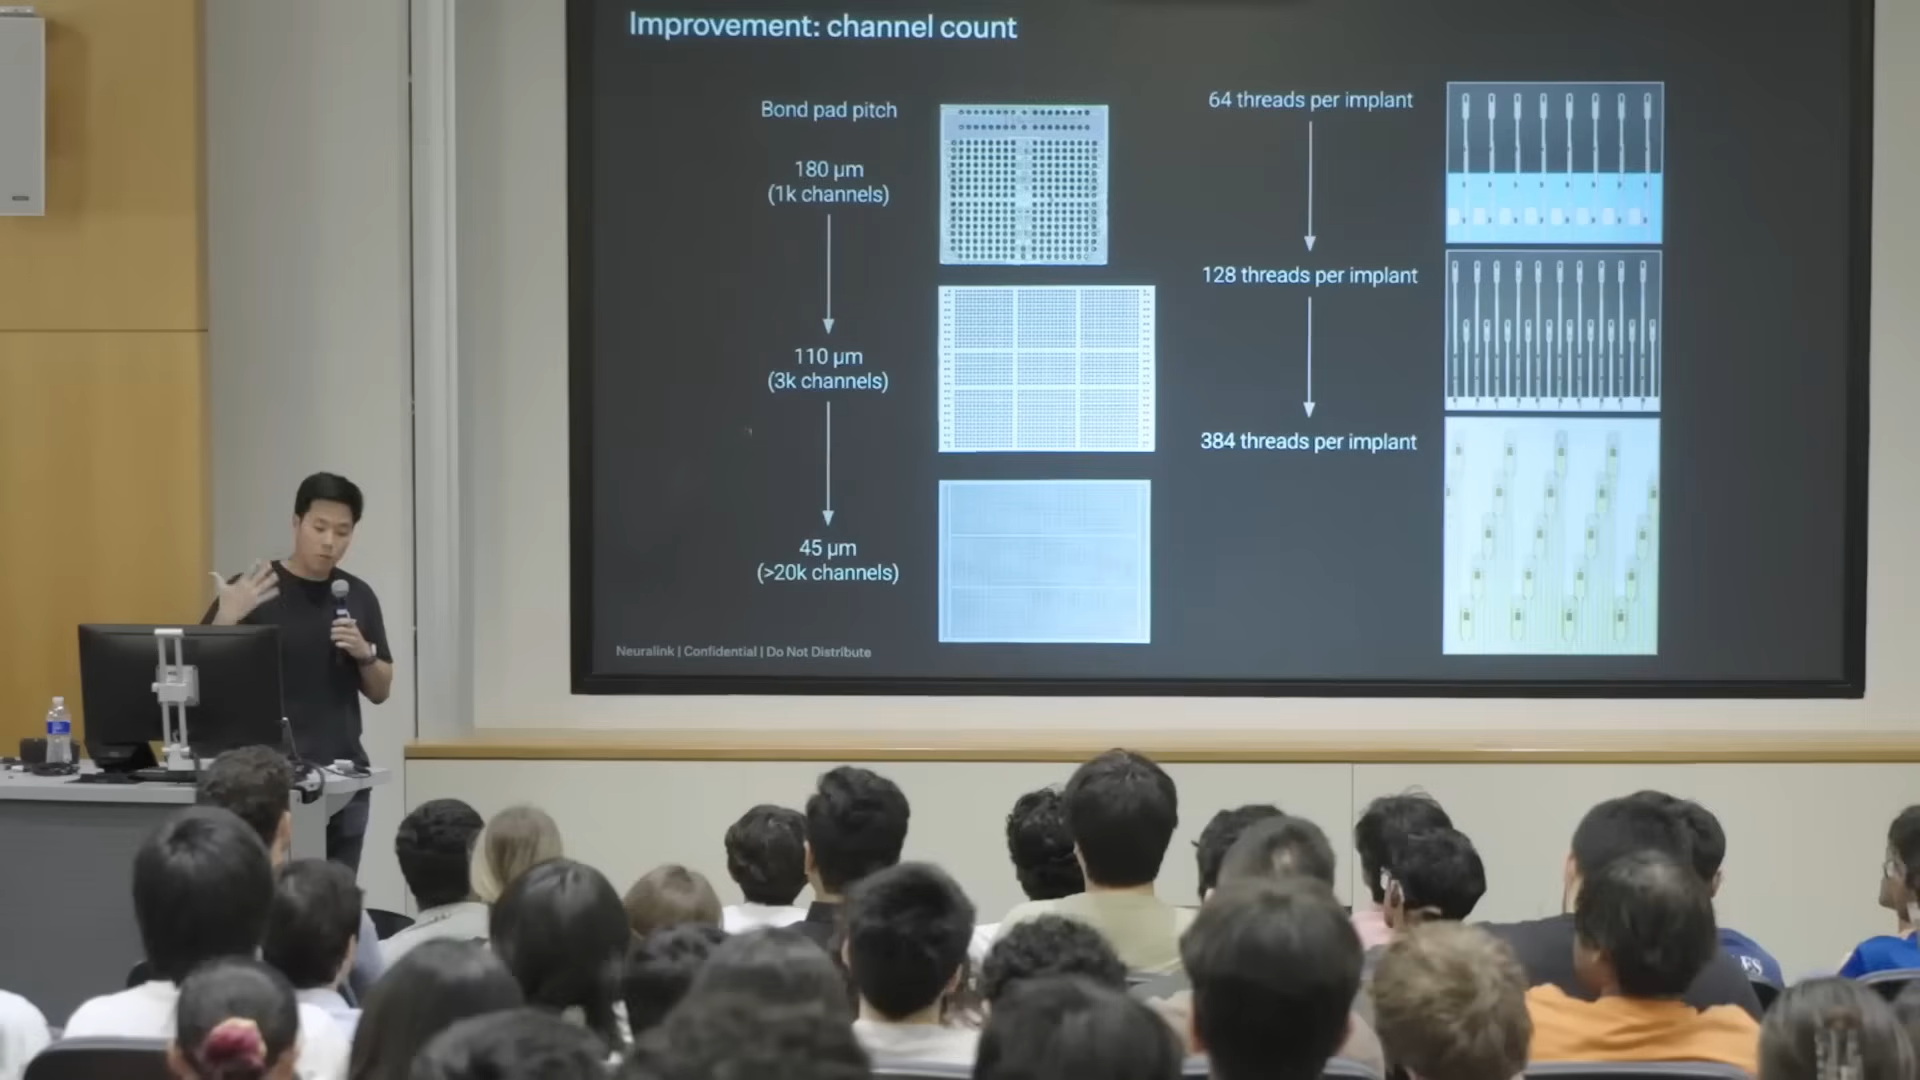 Improvement: channel count
Bond pad pitch
180 µm
(1k channels)
110 µm
(3k channels)
45 µm
(>20k channels)
64 threads per implant
128 threads per implant
384 threads per implant
Neuralink | Confidential | Do Not Distribute